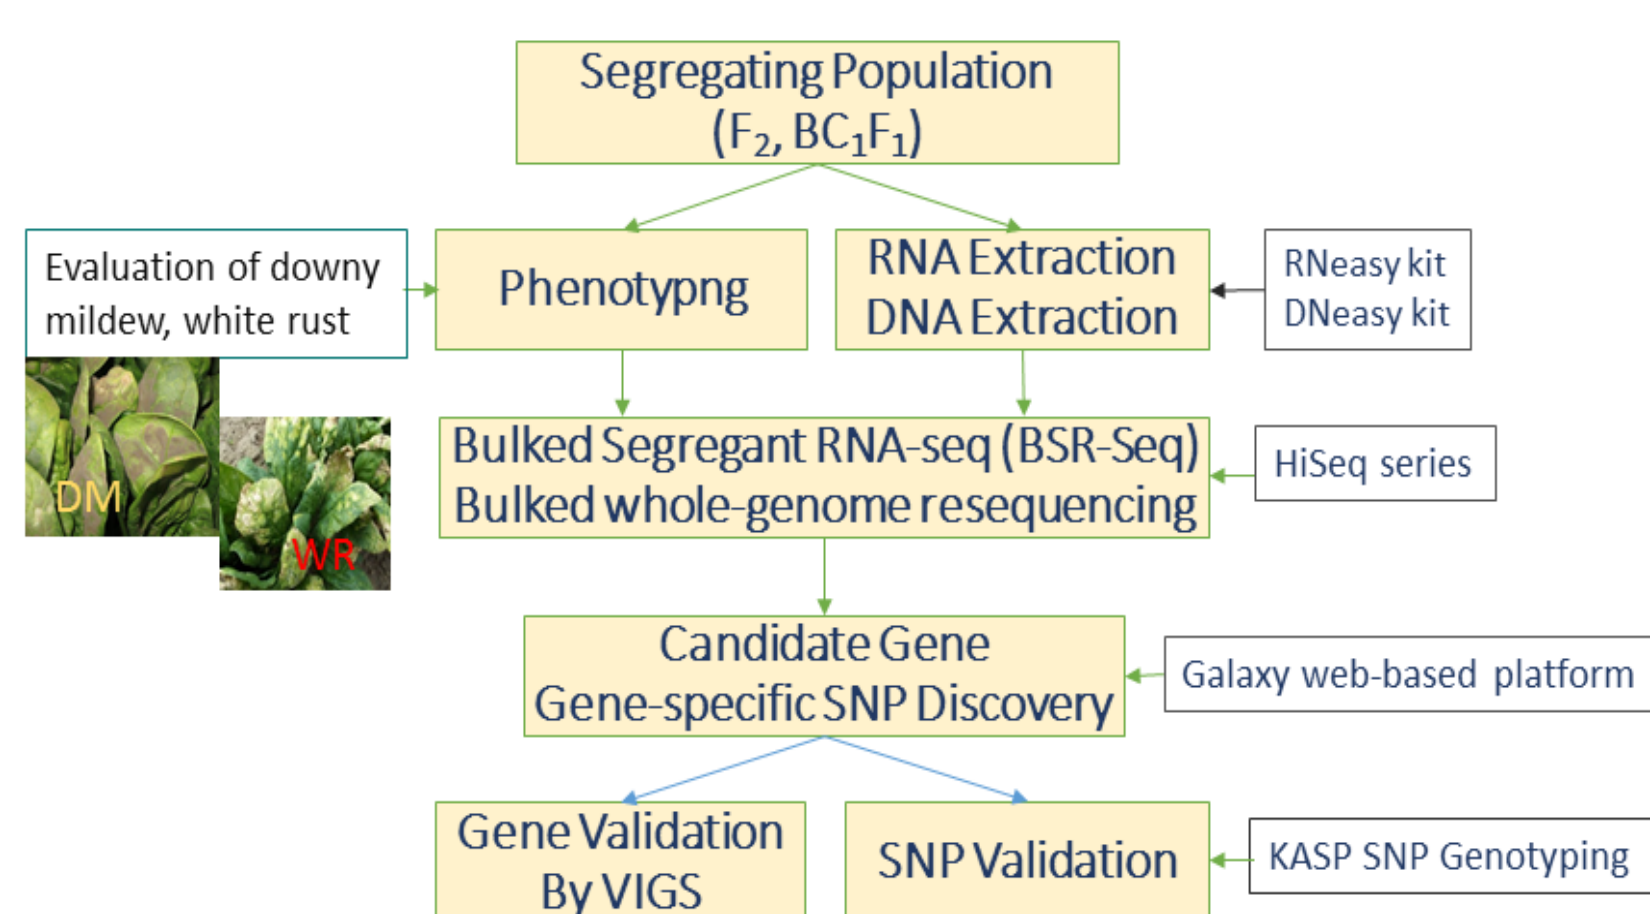 Segregating Population
(F₂, BC₁F₁)
Evaluation of downy
mildew, white rust
Phenotypng
RNA Extraction
DNA Extraction
RNeasy kit
DNeasy kit
DM
WR
Bulked Segregant RNA-seq (BSR-Seq)
Bulked whole-genome resequencing
HiSeq series
Candidate Gene
Gene-specific SNP Discovery
Galaxy web-based platform
Gene Validation
By VIGS
SNP Validation
KASP SNP Genotyping